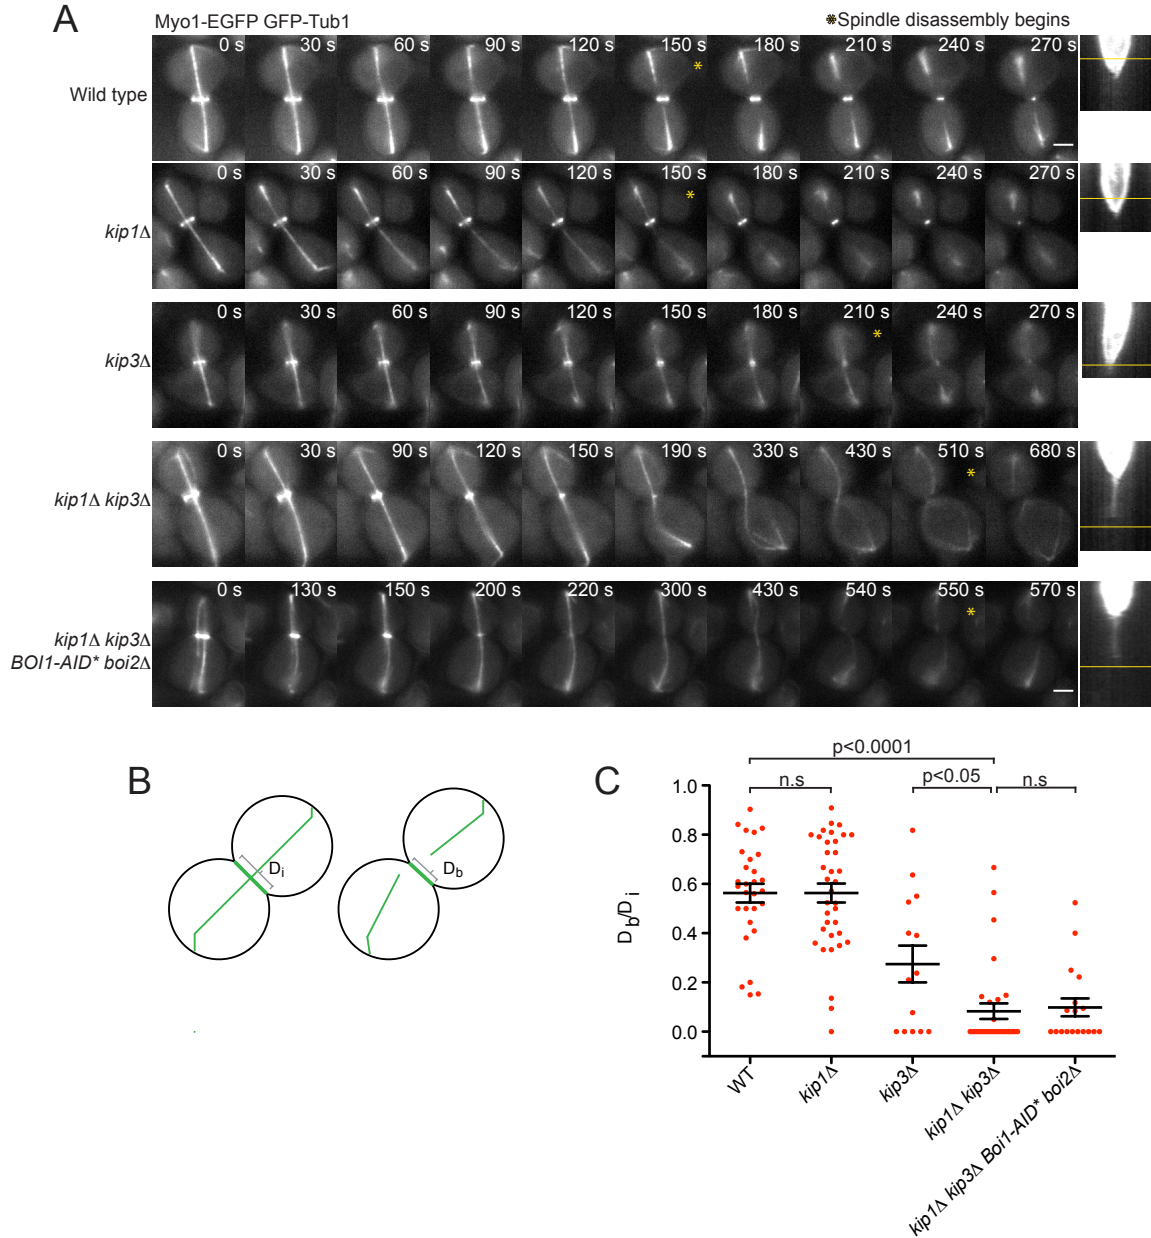 A
Myo1-EGFP GFP-Tub1
*Spindle disassembly begins
Wild type
0 s 30 s 60 s 90 s 120 s 150 s 180 s 210 s 240 s 270 s
*
kip1Δ
0 s 30 s 60 s 90 s 120 s 150 s 180 s 210 s 240 s 270 s
*
kip3Δ
0 s 30 s 60 s 90 s 120 s 150 s 180 s 210 s 240 s 270 s
*
kip1Δ kip3Δ
0 s 30 s 90 s 120 s 150 s 190 s 330 s 430 s 510 s 680 s
*
kip1Δ kip3Δ
BOI1-AID* boi2Δ
0 s 130 s 150 s 200 s 220 s 300 s 430 s 540 s 550 s 570 s
*
B
Di
Db
C
p<0.0001
n.s
p<0.05
n.s
Db/Di
1.0
0.8
0.6
0.4
0.2
0.0
WT
kip1Δ
kip3Δ
kip1Δ kip3Δ
kip1Δ kip3Δ Boi1-AID* boi2Δ